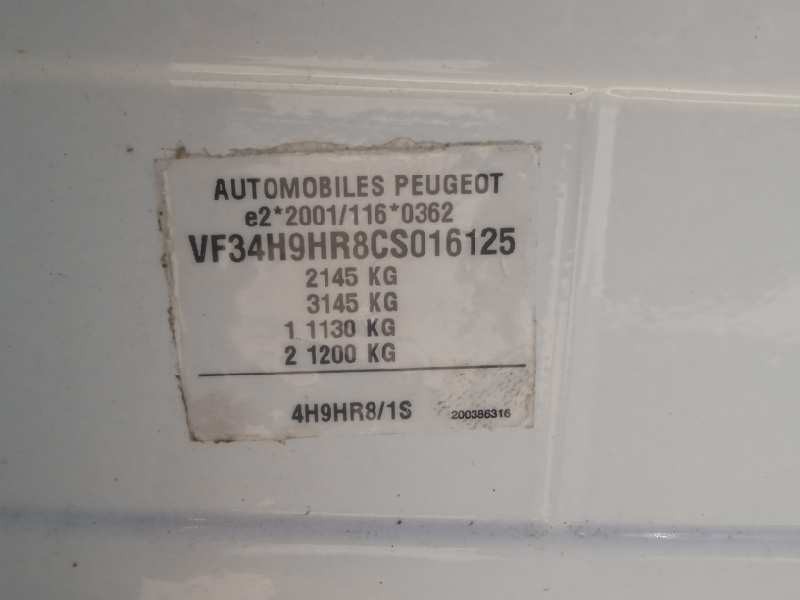 AUTOMOBILES PEUGEOT
e2*2001/116*0362
VF34H9HR8CS016125
2145 KG
3145 KG
1 1130 KG
2 1200 KG
4H9HR8/1S
200386316